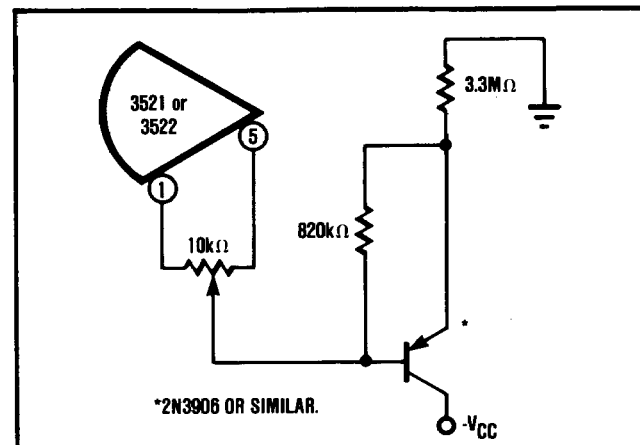 3521 or
3522
5
1
10kΩ
3.3MΩ
820kΩ
*
*2N3906 OR SIMILAR.
-VCC